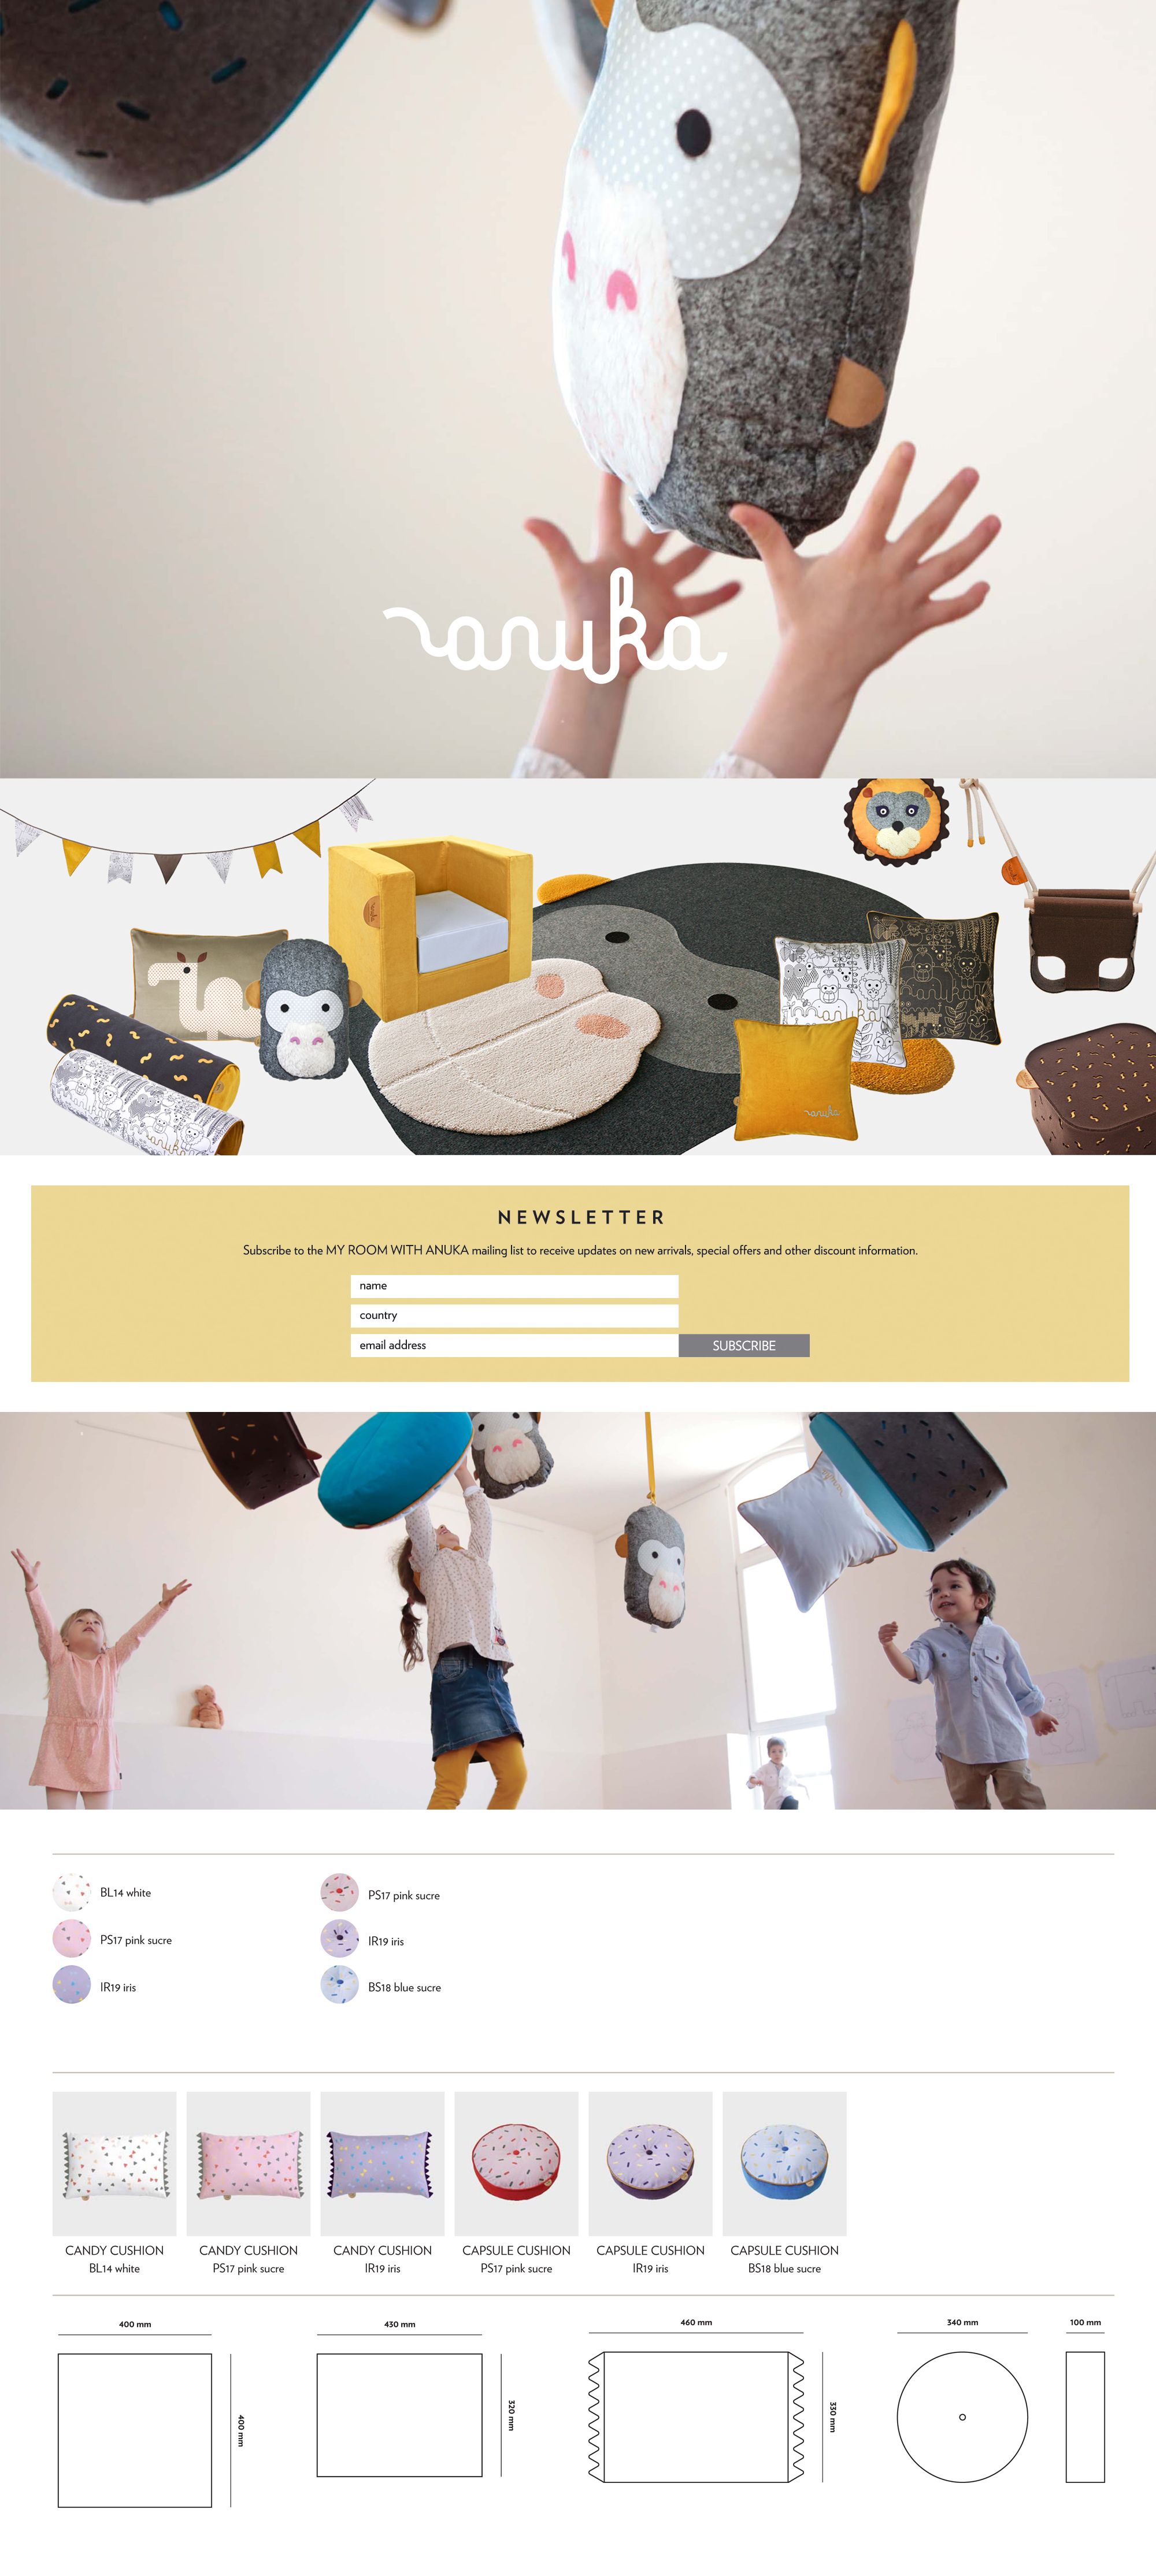 anuka
anuka
NEWSLETTER
Subscribe to the MY ROOM WITH ANUKA mailing list to receive updates on new arrivals, special offers and other discount information.
name
country
email address
SUBSCRIBE
BL14 white
PS17 pink sucre
IR19 iris
PS17 pink sucre
IR19 iris
BS18 blue sucre
CANDY CUSHION
BL14 white
CANDY CUSHION
PS17 pink sucre
CANDY CUSHION
IR19 iris
CAPSULE CUSHION
PS17 pink sucre
CAPSULE CUSHION
IR19 iris
CAPSULE CUSHION
BS18 blue sucre
400 mm
400 mm
430 mm
320 mm
460 mm
330 mm
340 mm
100 mm